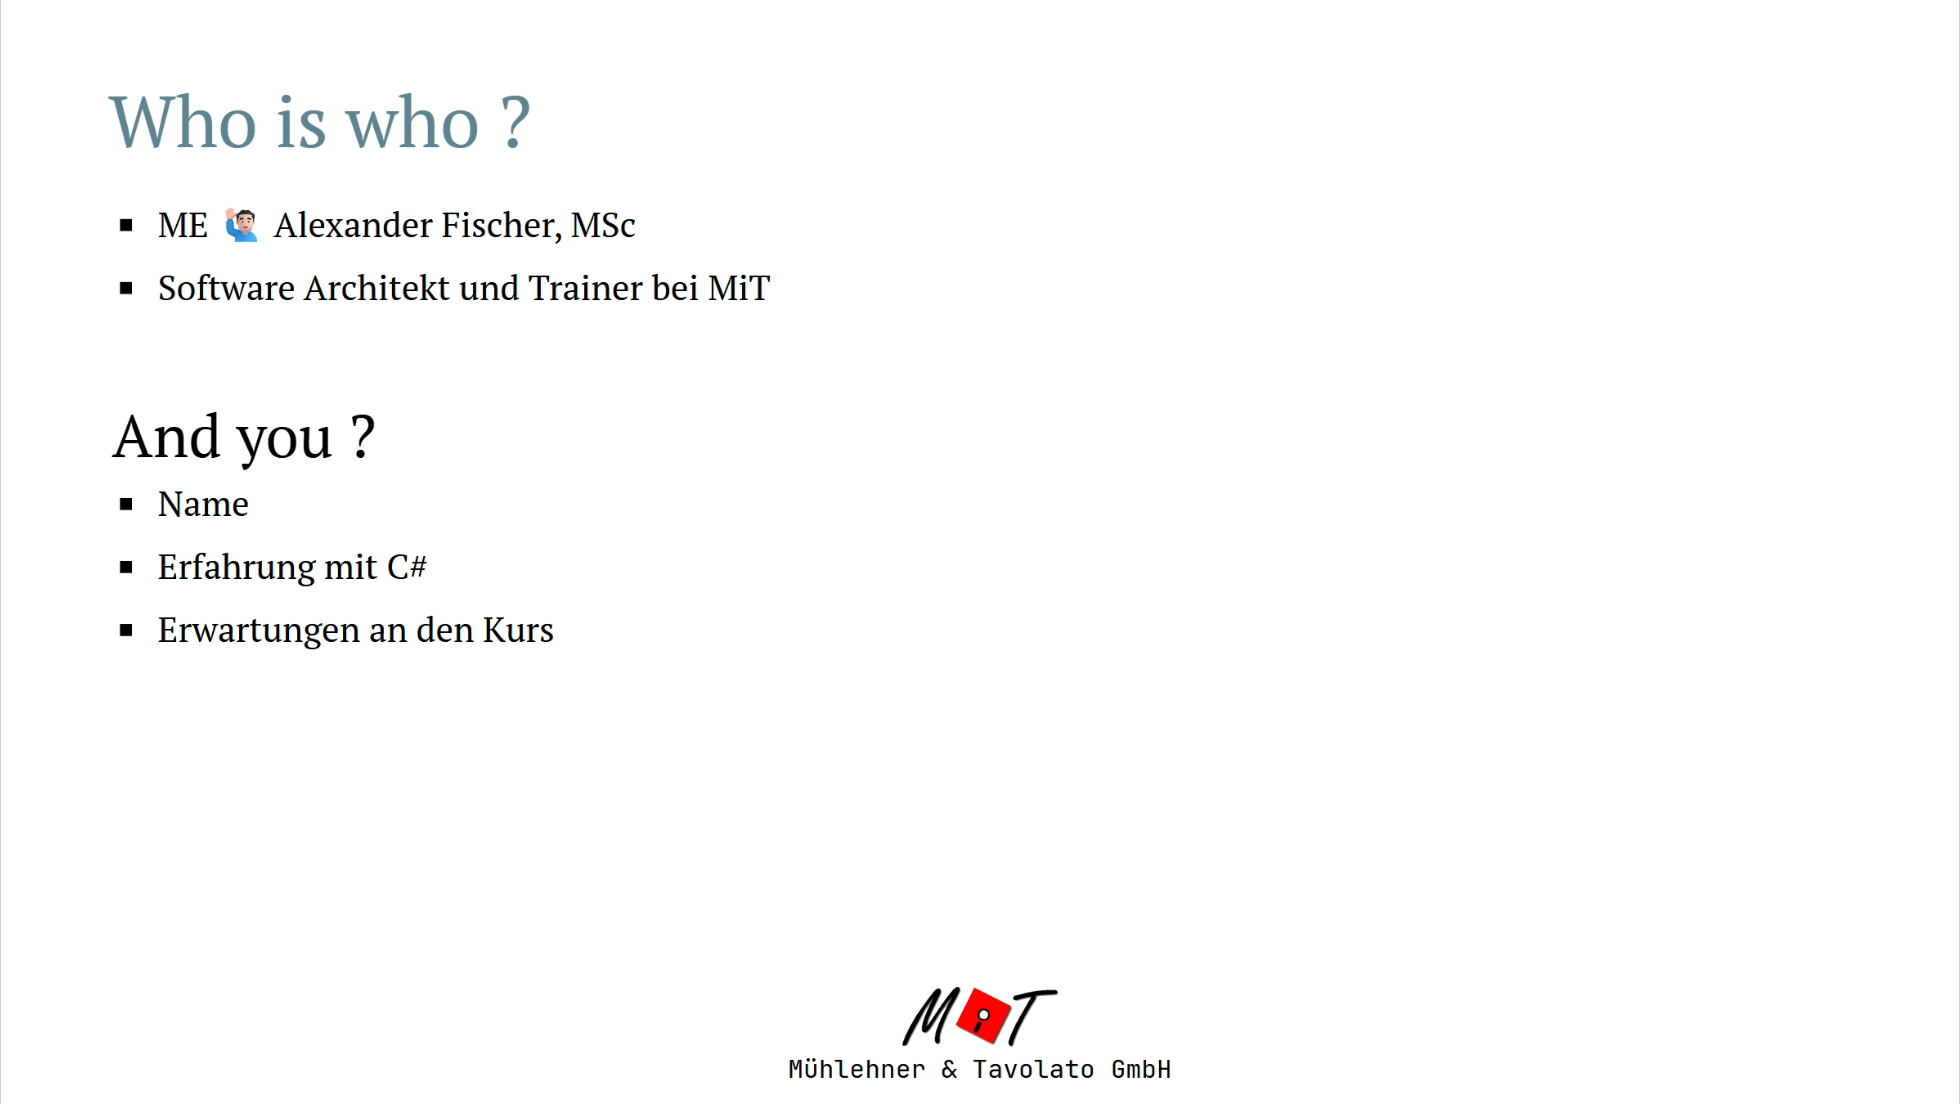 Who is who ?
ME 🙋🏻‍♂️ Alexander Fischer, MSc
Software Architekt und Trainer bei MiT
And you ?
Name
Erfahrung mit C#
Erwartungen an den Kurs
MiT
Mühlehner & Tavolato GmbH